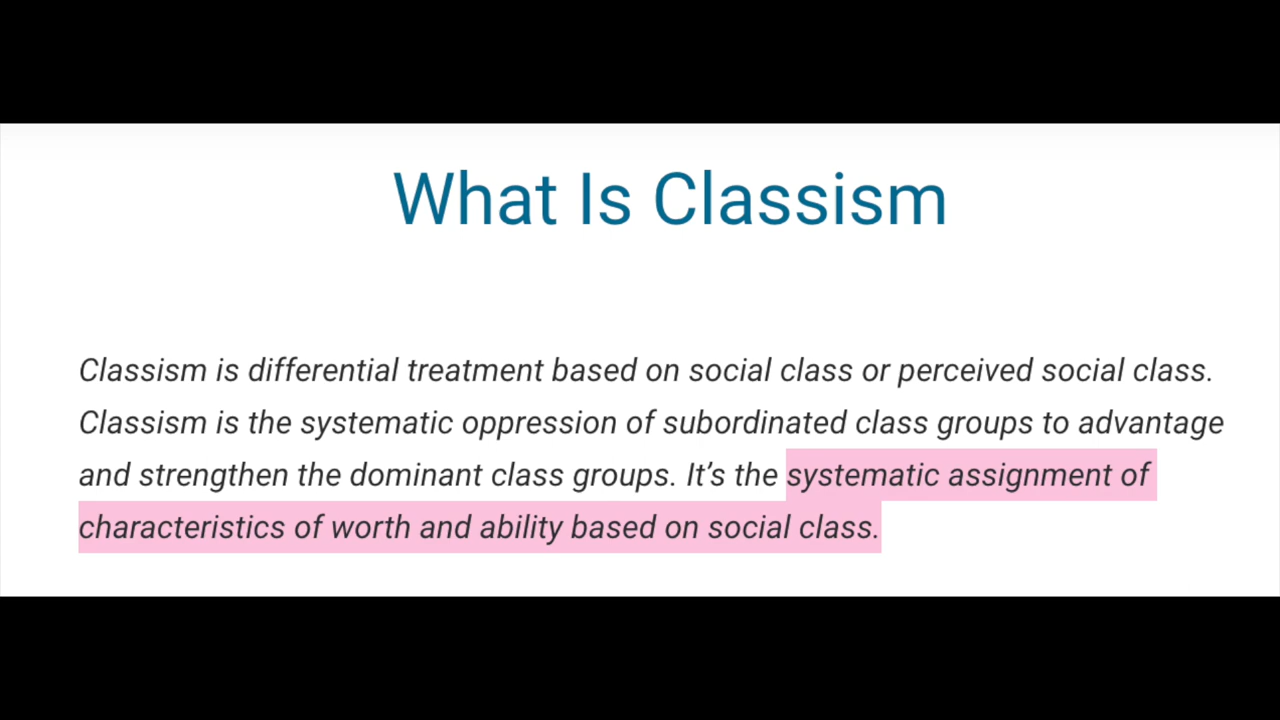 What Is Classism
Classism is differential treatment based on social class or perceived social class.
Classism is the systematic oppression of subordinated class groups to advantage
and strengthen the dominant class groups. It’s the systematic assignment of
characteristics of worth and ability based on social class.